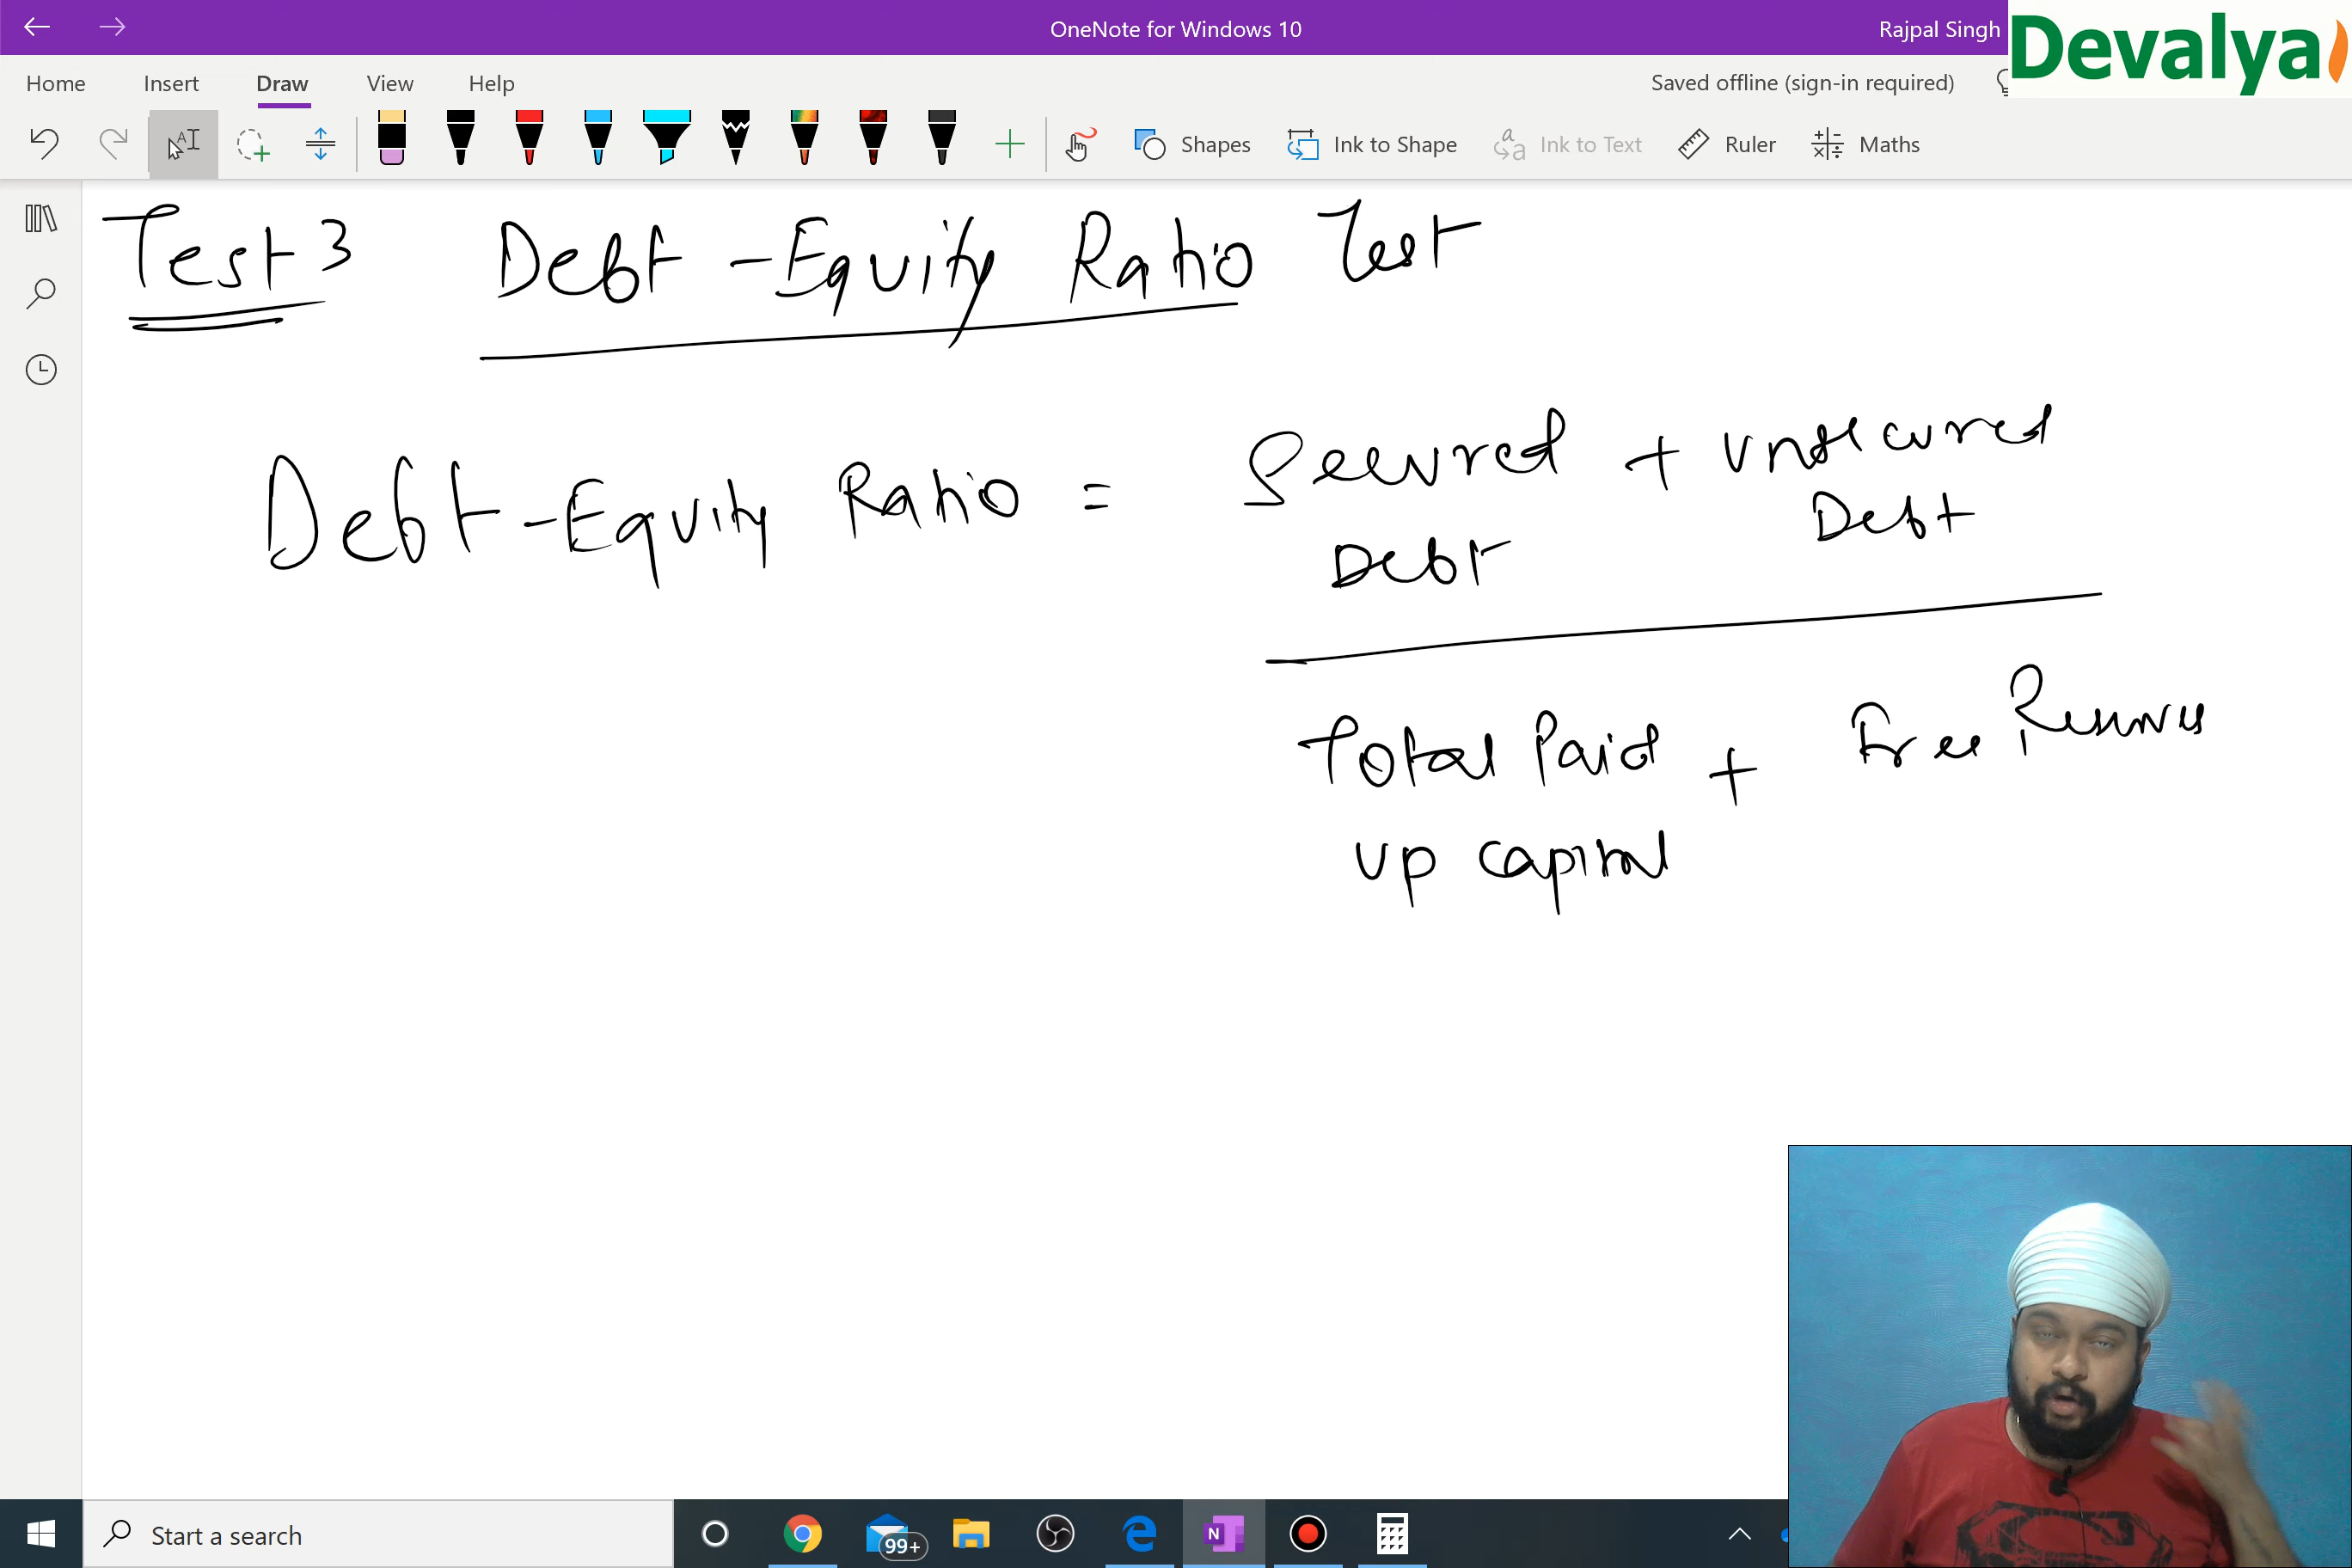 OneNote for Windows 10
Rajpal Singh
Devalya
Home Insert Draw View Help
Saved offline (sign-in required)
Shapes Ink to Shape Ink to Text Ruler Maths
Test 3 Debt-Equity Ratio Test
Debt-Equity Ratio = Secured + unsecured
Debt Debt
Total Paid + Free Reserves
up capital
Start a search
99+